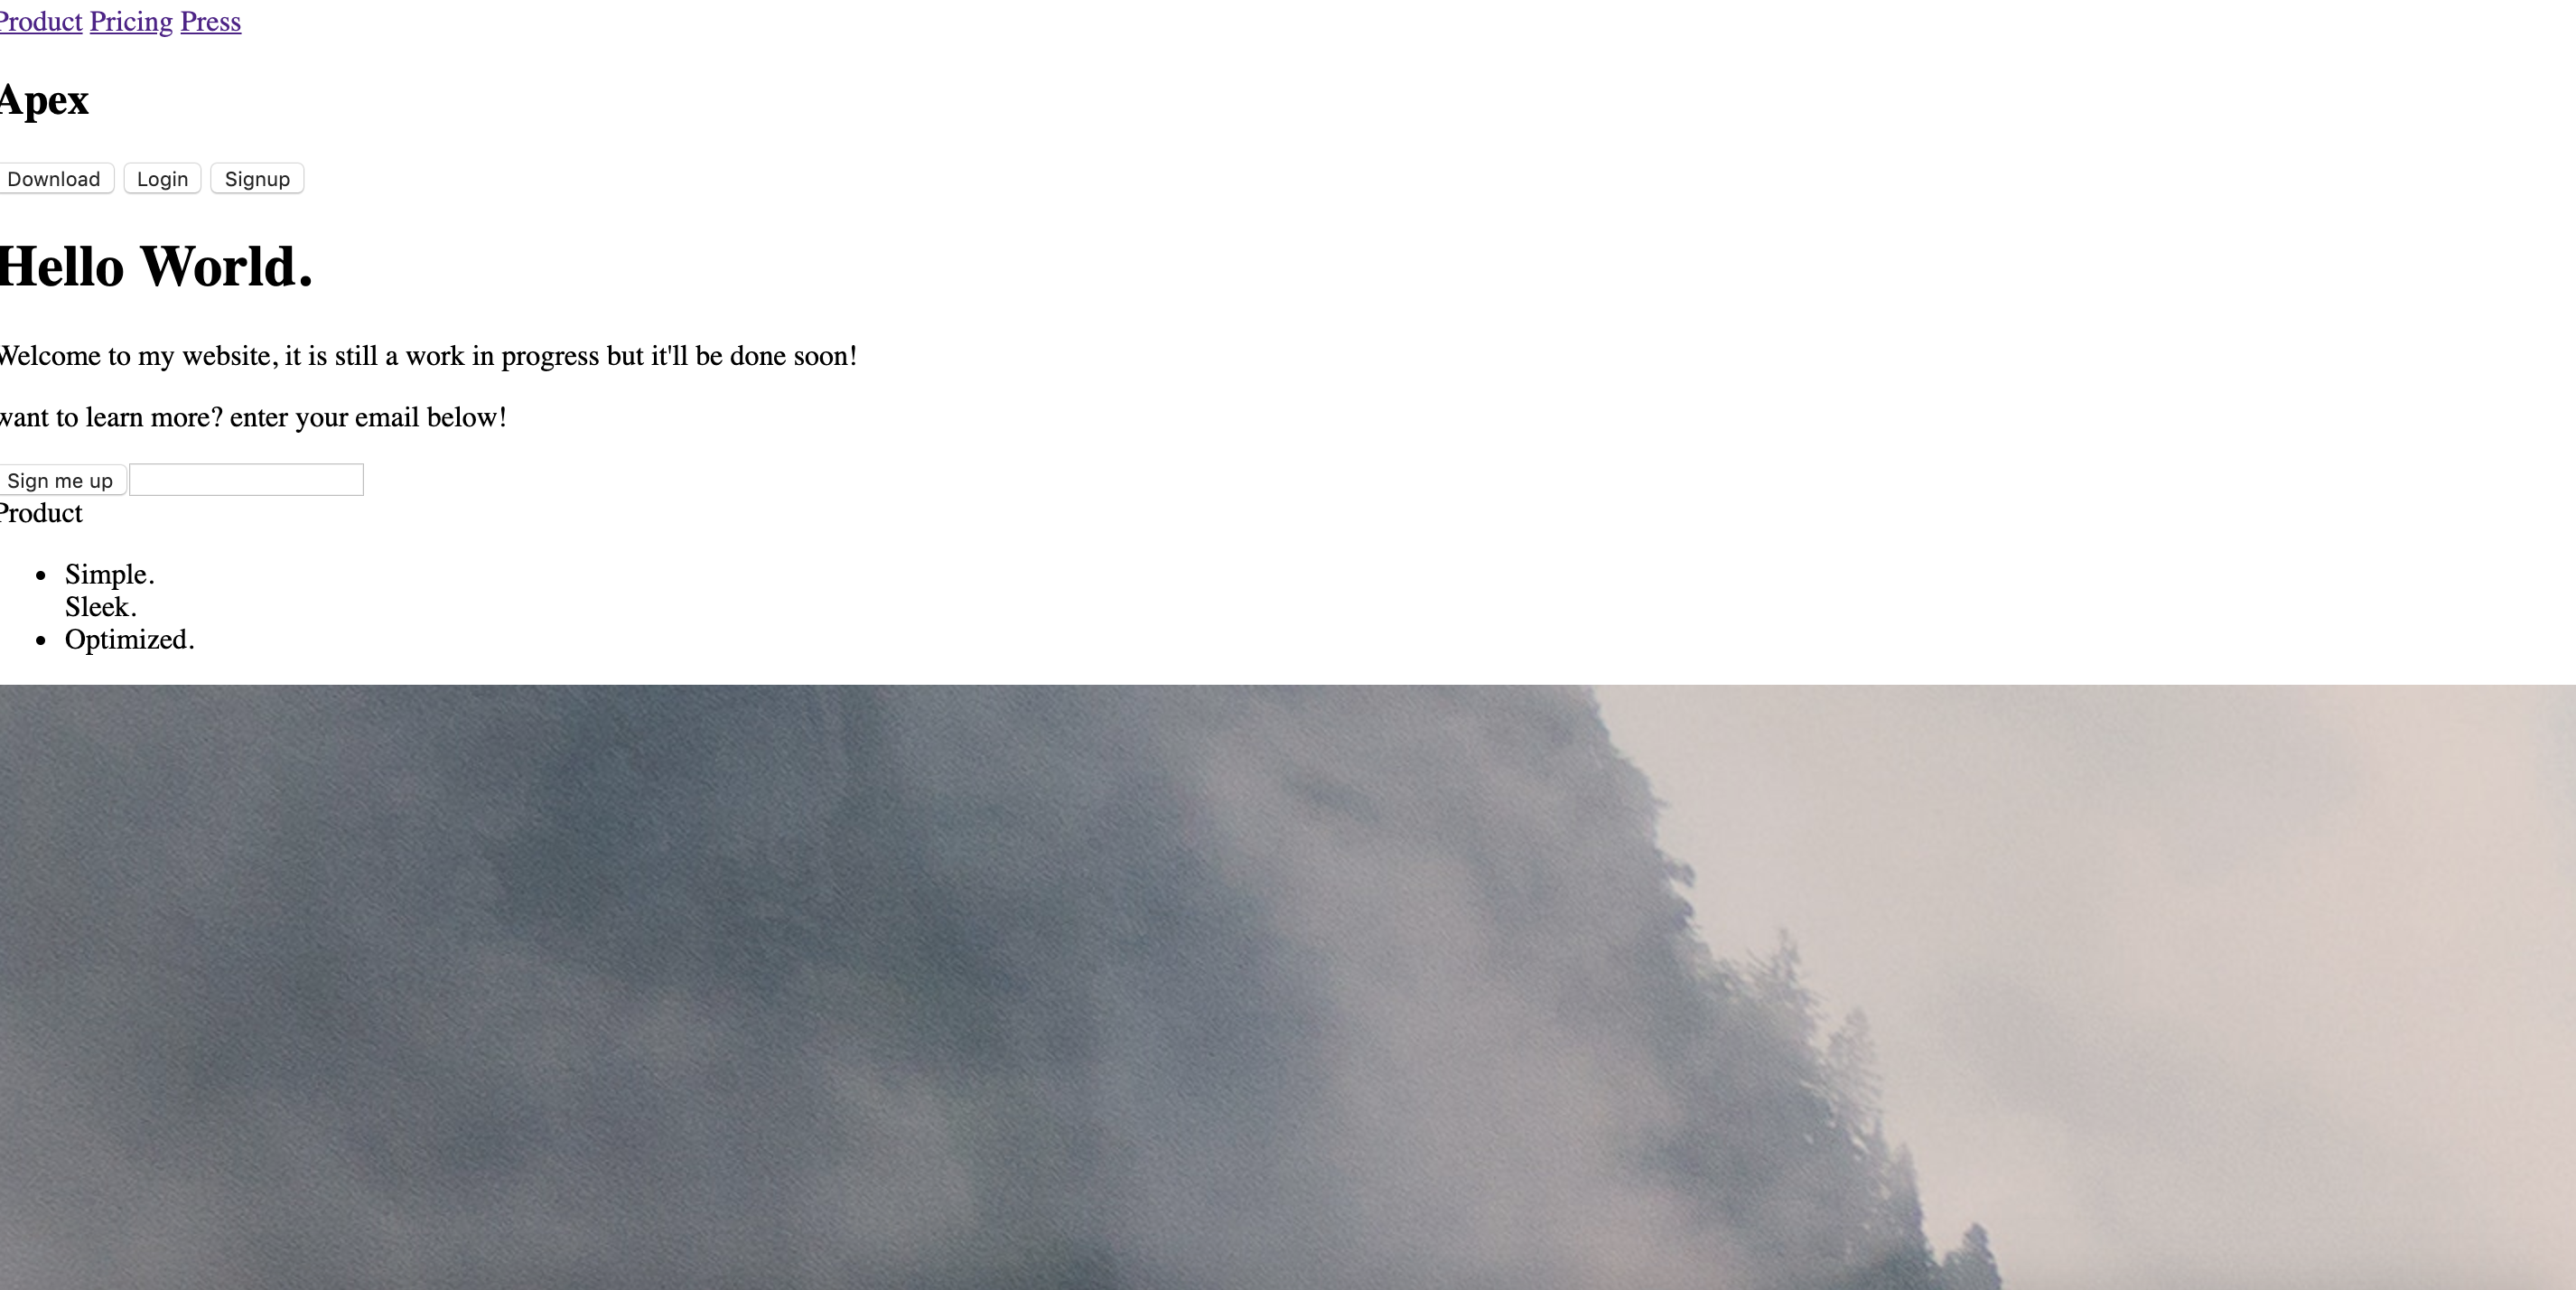 Product Pricing Press
Apex
Download Login Signup
Hello World.
Welcome to my website, it is still a work in progress but it'll be done soon!
want to learn more? enter your email below!
Sign me up
Product
• Simple.
Sleek.
• Optimized.